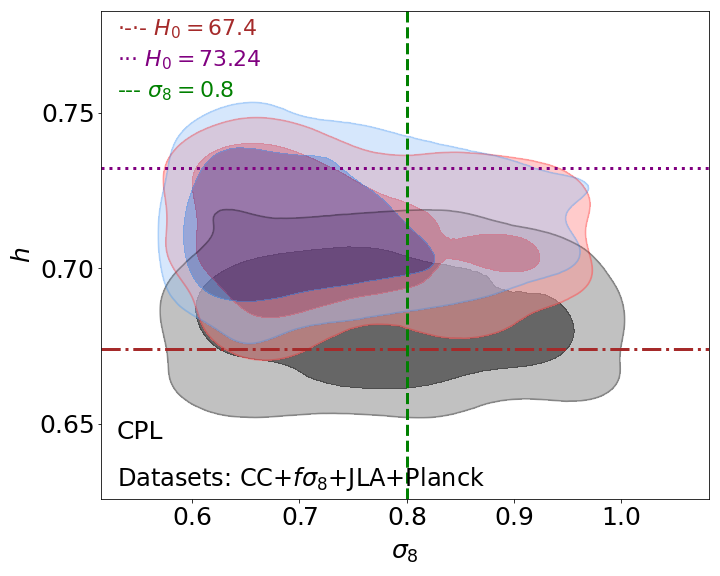 ·-·- H₀ = 67.4
··· H₀ = 73.24
--- σ₈ = 0.8
0.75
0.70
0.65
h
CPL
Datasets: CC+fσ₈+JLA+Planck
0.6 0.7 0.8 0.9 1.0
σ₈